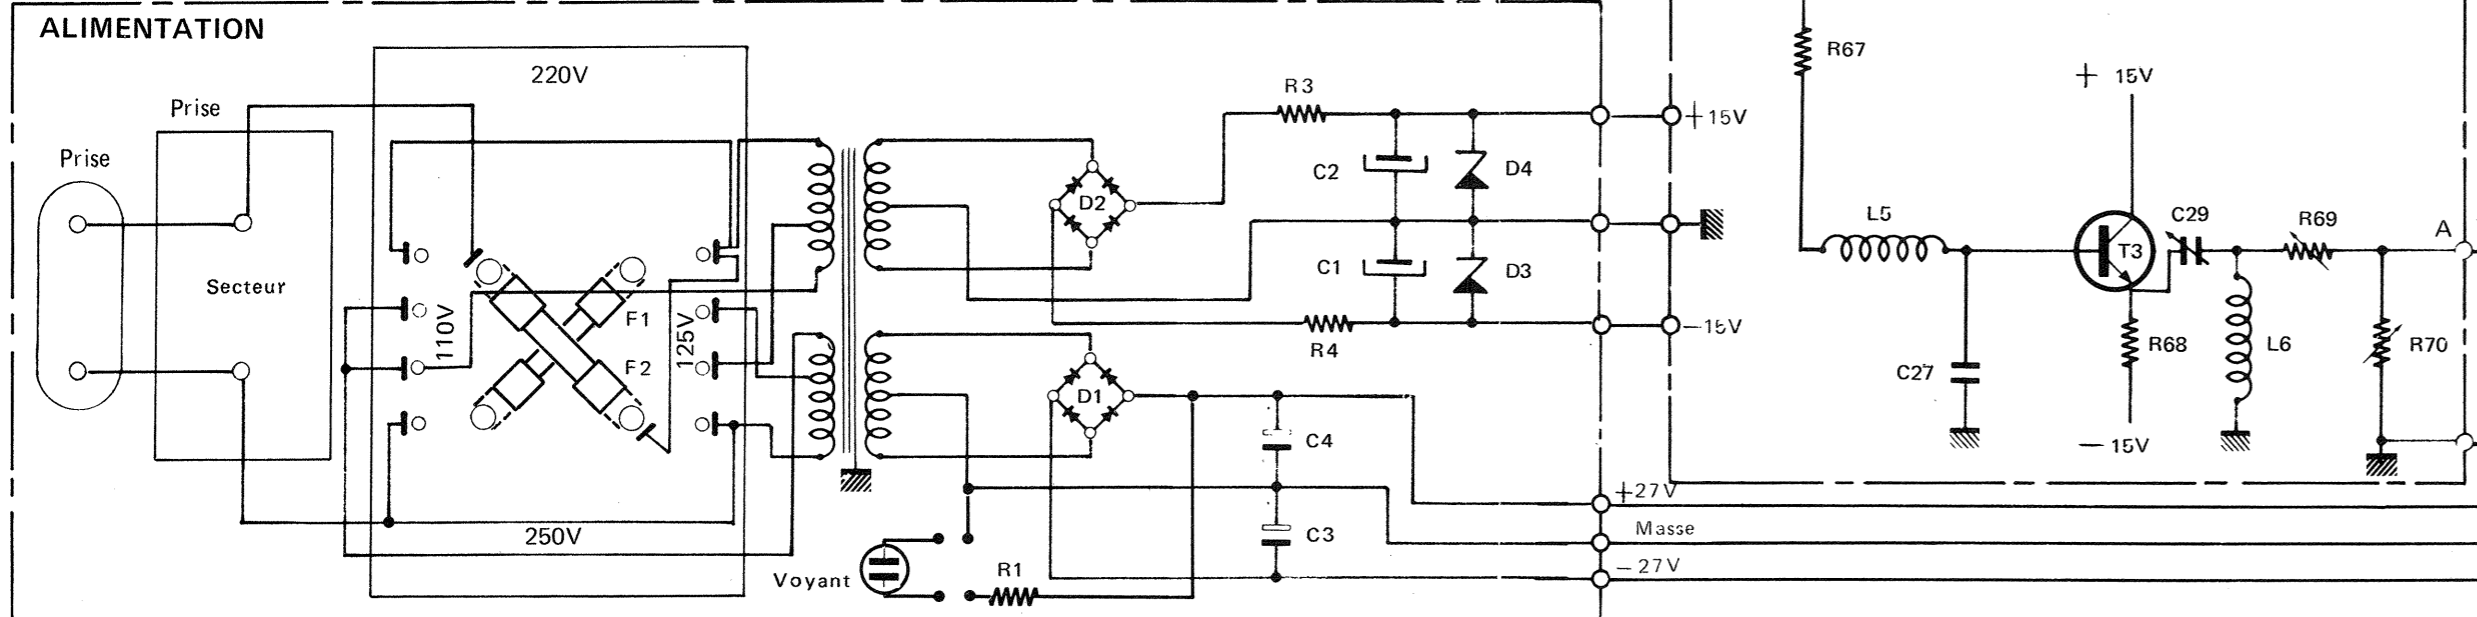 ALIMENTATION
220V
Prise
Prise
Secteur
110V
125V
F1
F2
250V
R3
D2
C2
D4
C1
D3
R4
D1
C4
C3
Voyant
R1
+ 15V
— 15V
+ 27V
Masse
— 27V
R67
+ 15V
L5
T3
C29
R69
A
C27
R68
L6
R70
— 15V